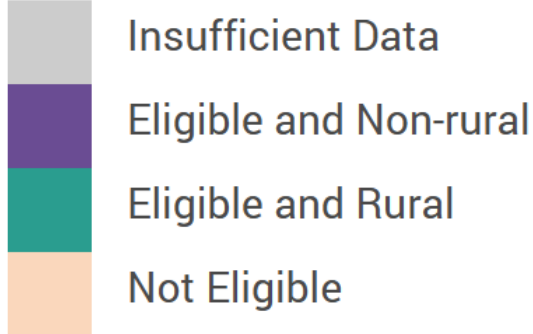 Insufficient Data
Eligible and Non-rural
Eligible and Rural
Not Eligible